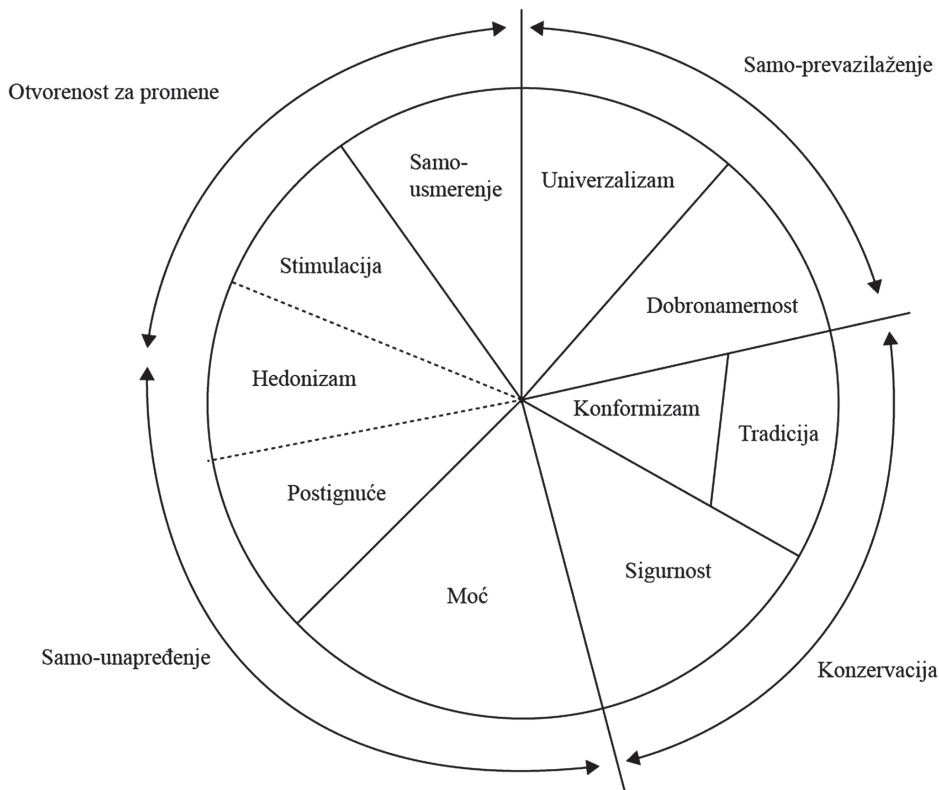 Samo-prevazilaženje
Otvorenost za promene
Samo-
usmerenje
Univerzalizam
Stimulacija
Dobronamernost
Hedonizam
Konformizam
Tradicija
Postignuće
Sigurnost
Moć
Samo-unapređenje
Konzervacija